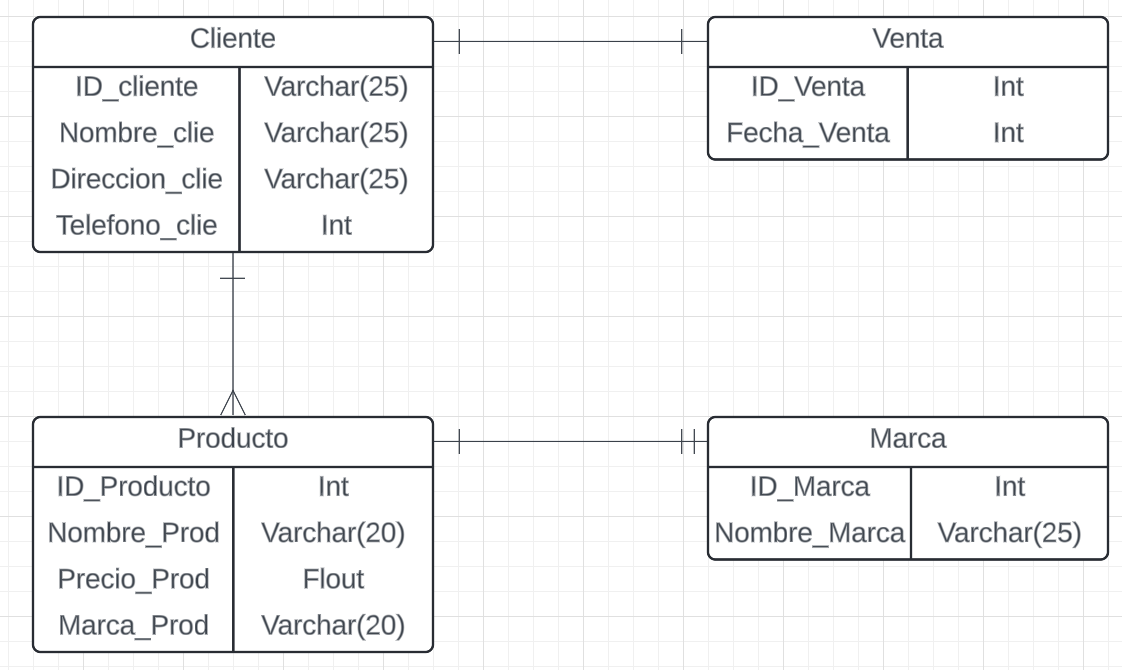 Cliente
ID_cliente Varchar(25)
Nombre_clie Varchar(25)
Direccion_clie Varchar(25)
Telefono_clie Int
Venta
ID_Venta Int
Fecha_Venta Int
Producto
ID_Producto Int
Nombre_Prod Varchar(20)
Precio_Prod Flout
Marca_Prod Varchar(20)
Marca
ID_Marca Int
Nombre_Marca Varchar(25)